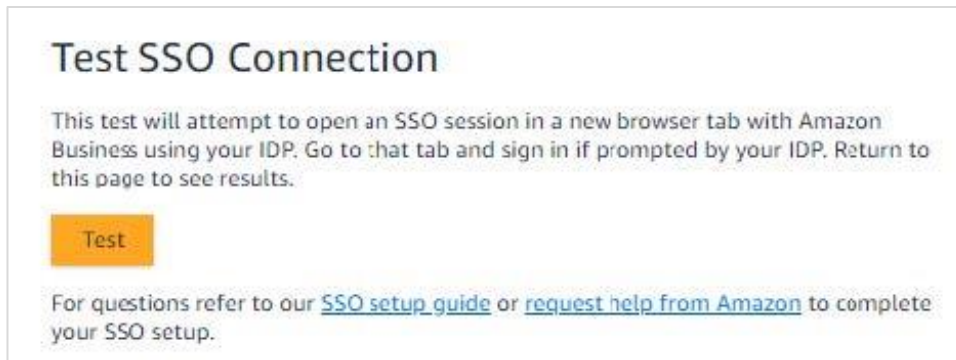 Test SSO Connection
This test will attempt to open an SSO session in a new browser tab with Amazon
Business using your IDP. Go to that tab and sign in if prompted by your IDP. Return to
this page to see results.
Test
For questions refer to our SSO setup guide or request help from Amazon to complete
your SSO setup.